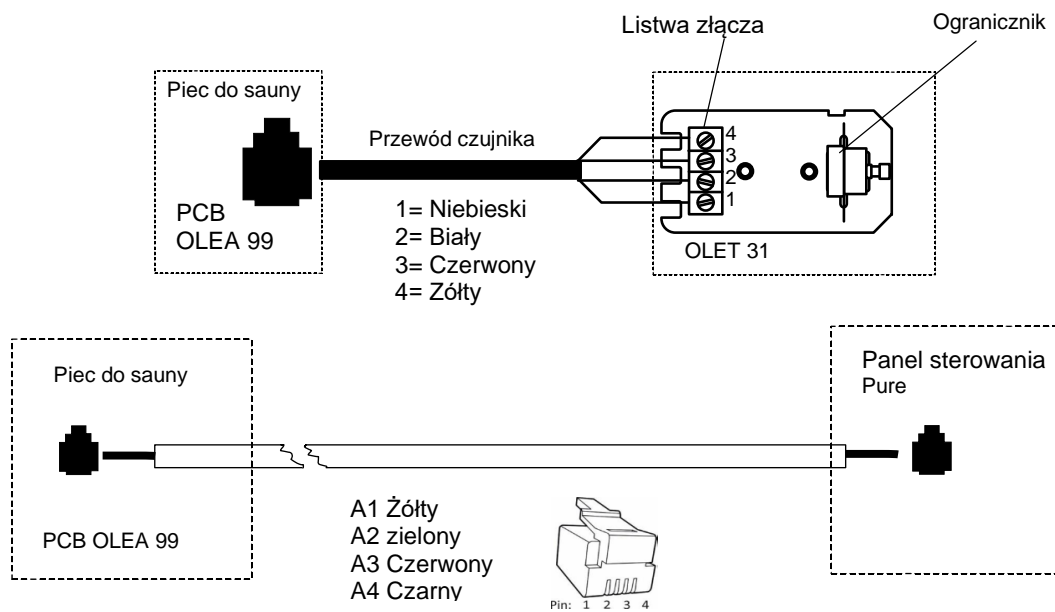 Listwa złącza
Ogranicznik
Piec do sauny
Przewód czujnika
4
3
2
1
PCB
OLEA 99
1= Niebieski
2= Biały
3= Czerwony
4= Zółty
OLET 31
Piec do sauny
Panel sterowania
Pure
PCB OLEA 99
A1 Żółty
A2 zielony
A3 Czerwony
A4 Czarny
Pin: 1 2 3 4